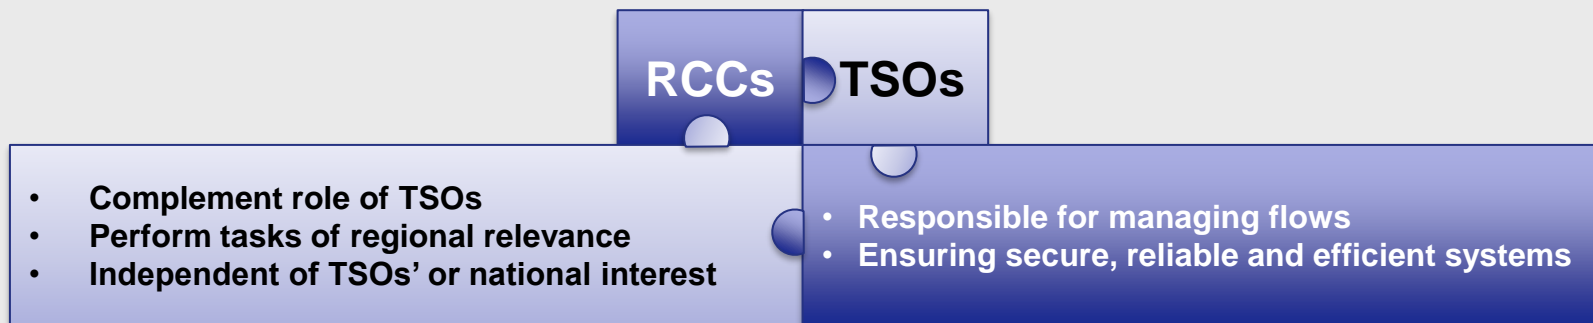 RCCs
TSOs
• Complement role of TSOs
• Perform tasks of regional relevance
• Independent of TSOs’ or national interest
• Responsible for managing flows
• Ensuring secure, reliable and efficient systems